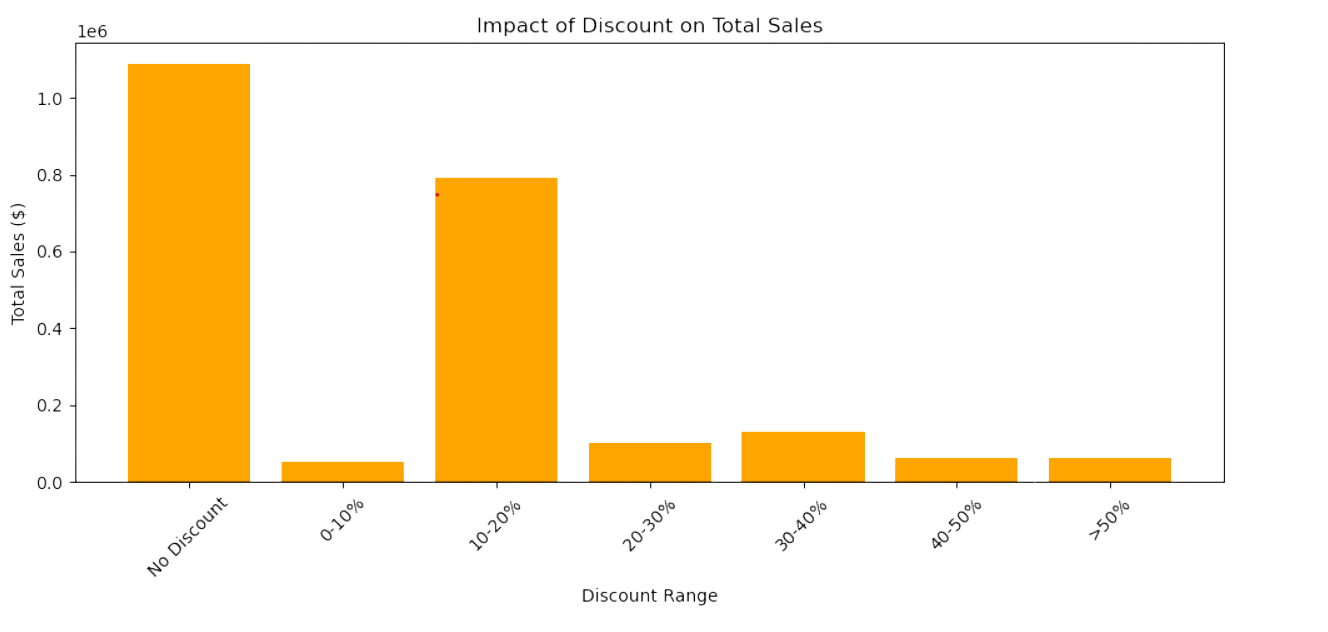 Impact of Discount on Total Sales
1e6
Total Sales ($)
1.0
0.8
0.6
0.4
0.2
0.0
No Discount
0-10%
10-20%
20-30%
30-40%
40-50%
>50%
Discount Range